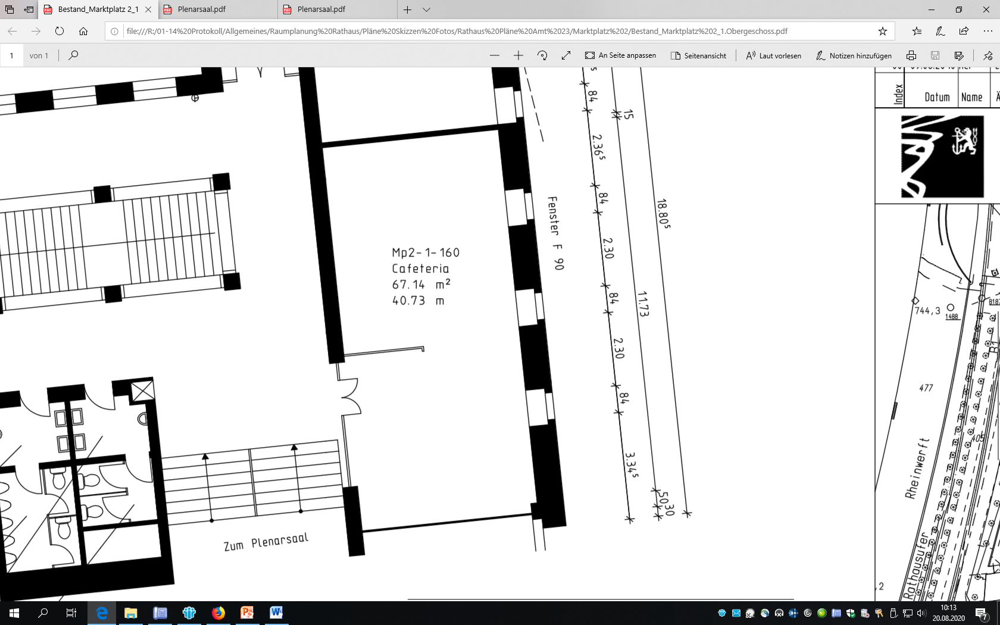 Bestand_Marktplatz 2_1
Plenarsaal.pdf
Plenarsaal.pdf
file:///R:/01-14%20Protokoll/Allgemeines/Raumplanung%20Rathaus/Pläne%20Skizzen%20Fotos/Rathaus%20Pläne%20Amt%2023/Marktplatz%202/Bestand_Marktplatz%202_1.Obergeschoss.pdf
1 von 1
An Seite anpassen
Seitenansicht
Laut vorlesen
Notizen hinzufügen
Index
Datum
Name
84
15
2.36⁵
84
18.80⁵
Fenster F 90
2.30
Mp2-1-160
Cafeteria
67.14 m²
40.73 m
84
11.73
2.30
84
3.34⁵
50
30
Zum Plenarsaal
744,3
1488
8187
477
405
Rheinwerft
Rathausufer
,2
10:13
20.08.2020
7